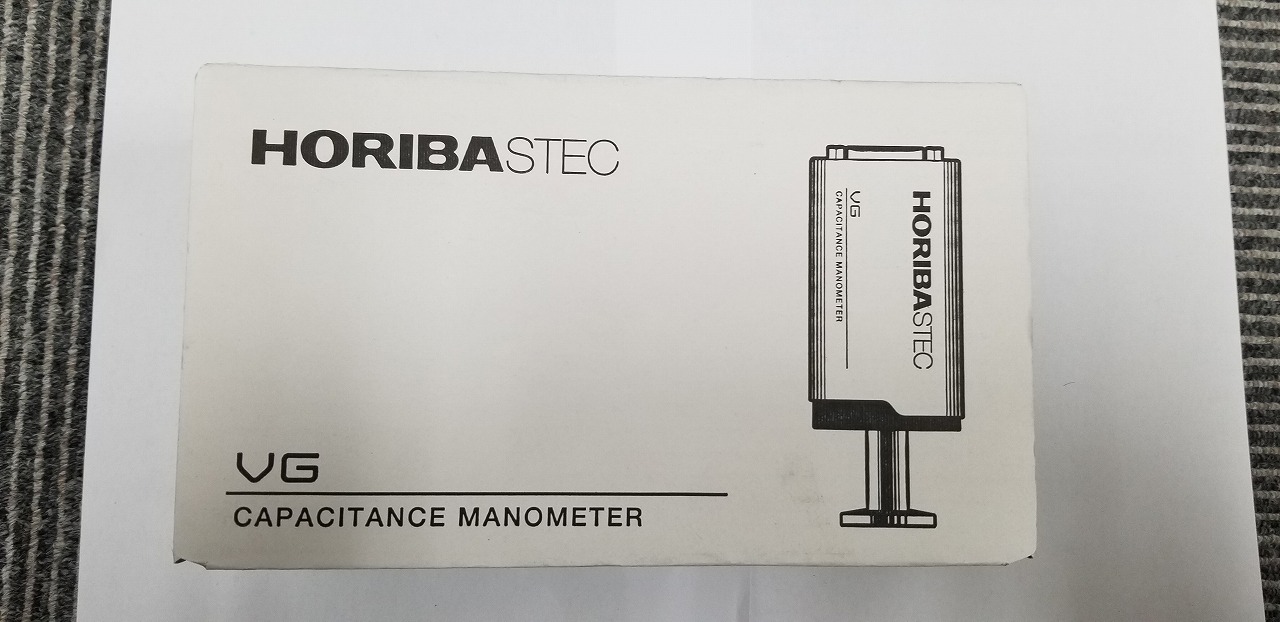 HORIBASTEC
VG
CAPACITANCE MANOMETER
HORIBASTEC
VG
CAPACITANCE MANOMETER